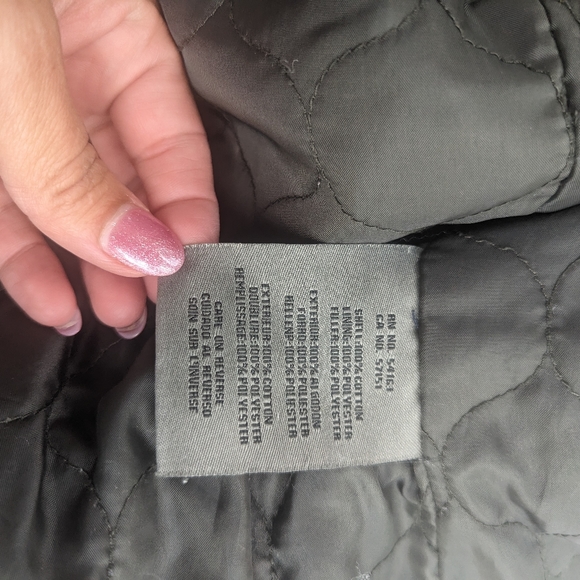 RN NO. 54163
CA NO. 57151
SHELL:100% COTTON
LINING:100% POLYESTER
FILLER:100% POLYESTER
EXTERIOR:100% ALGODON
FORRO:100% POLIESTER
RELLENO:100% POLIESTER
EXTERIEUR:100% COTTON
DOUBLURE:100% POLYESTER
REMPLISSAGE:100% POLYESTER
CARE ON REVERSE
CUIDADO AL REVERSO
SOIN SUR L'INVERSE